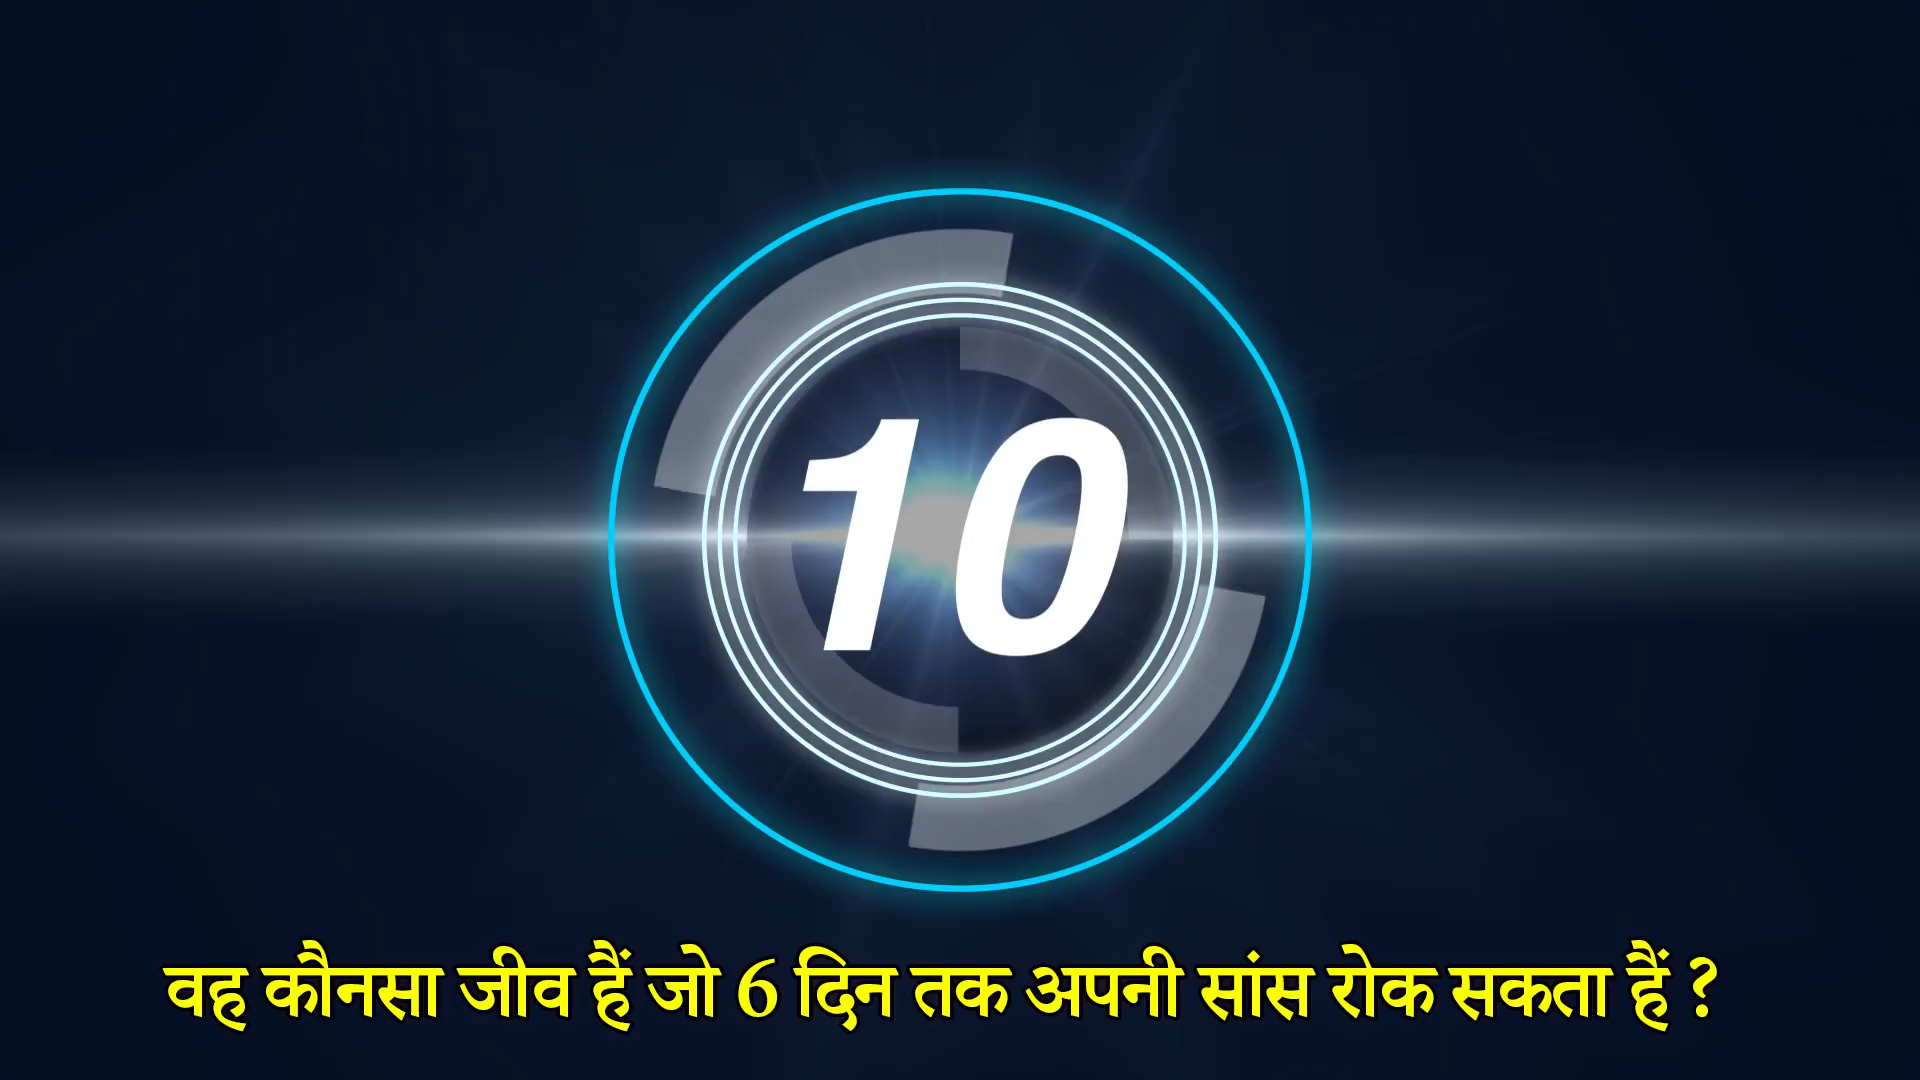 10
वह कौनसा जीव हैं जो 6 दिन तक अपनी सांस रोक सकता हैं ?